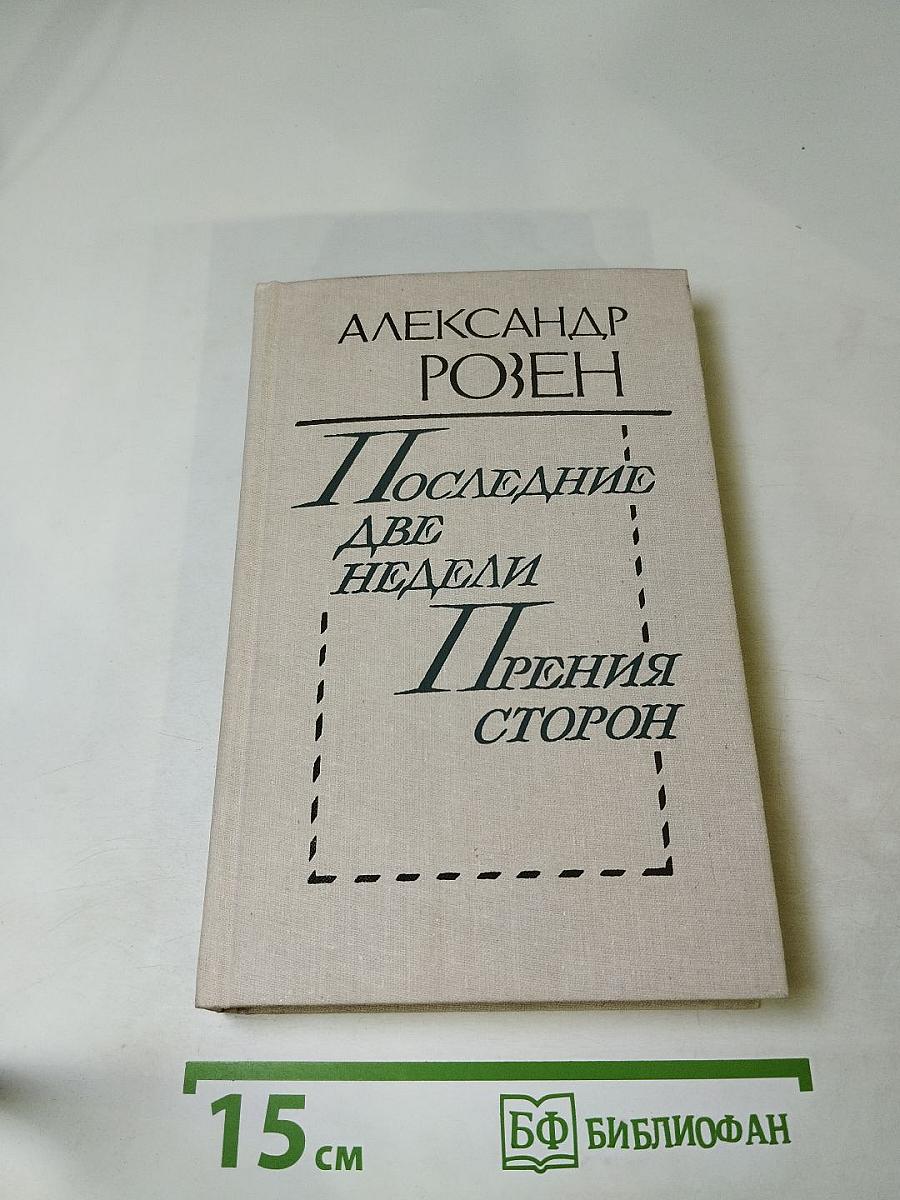 АЛЕКСАНДР
РОЗЕН
ПОСЛЕДНИЕ
ДВЕ
НЕДЕЛИ
ПРЕНИЯ
СТОРОН
15 см
БФ БИБЛИОФАН